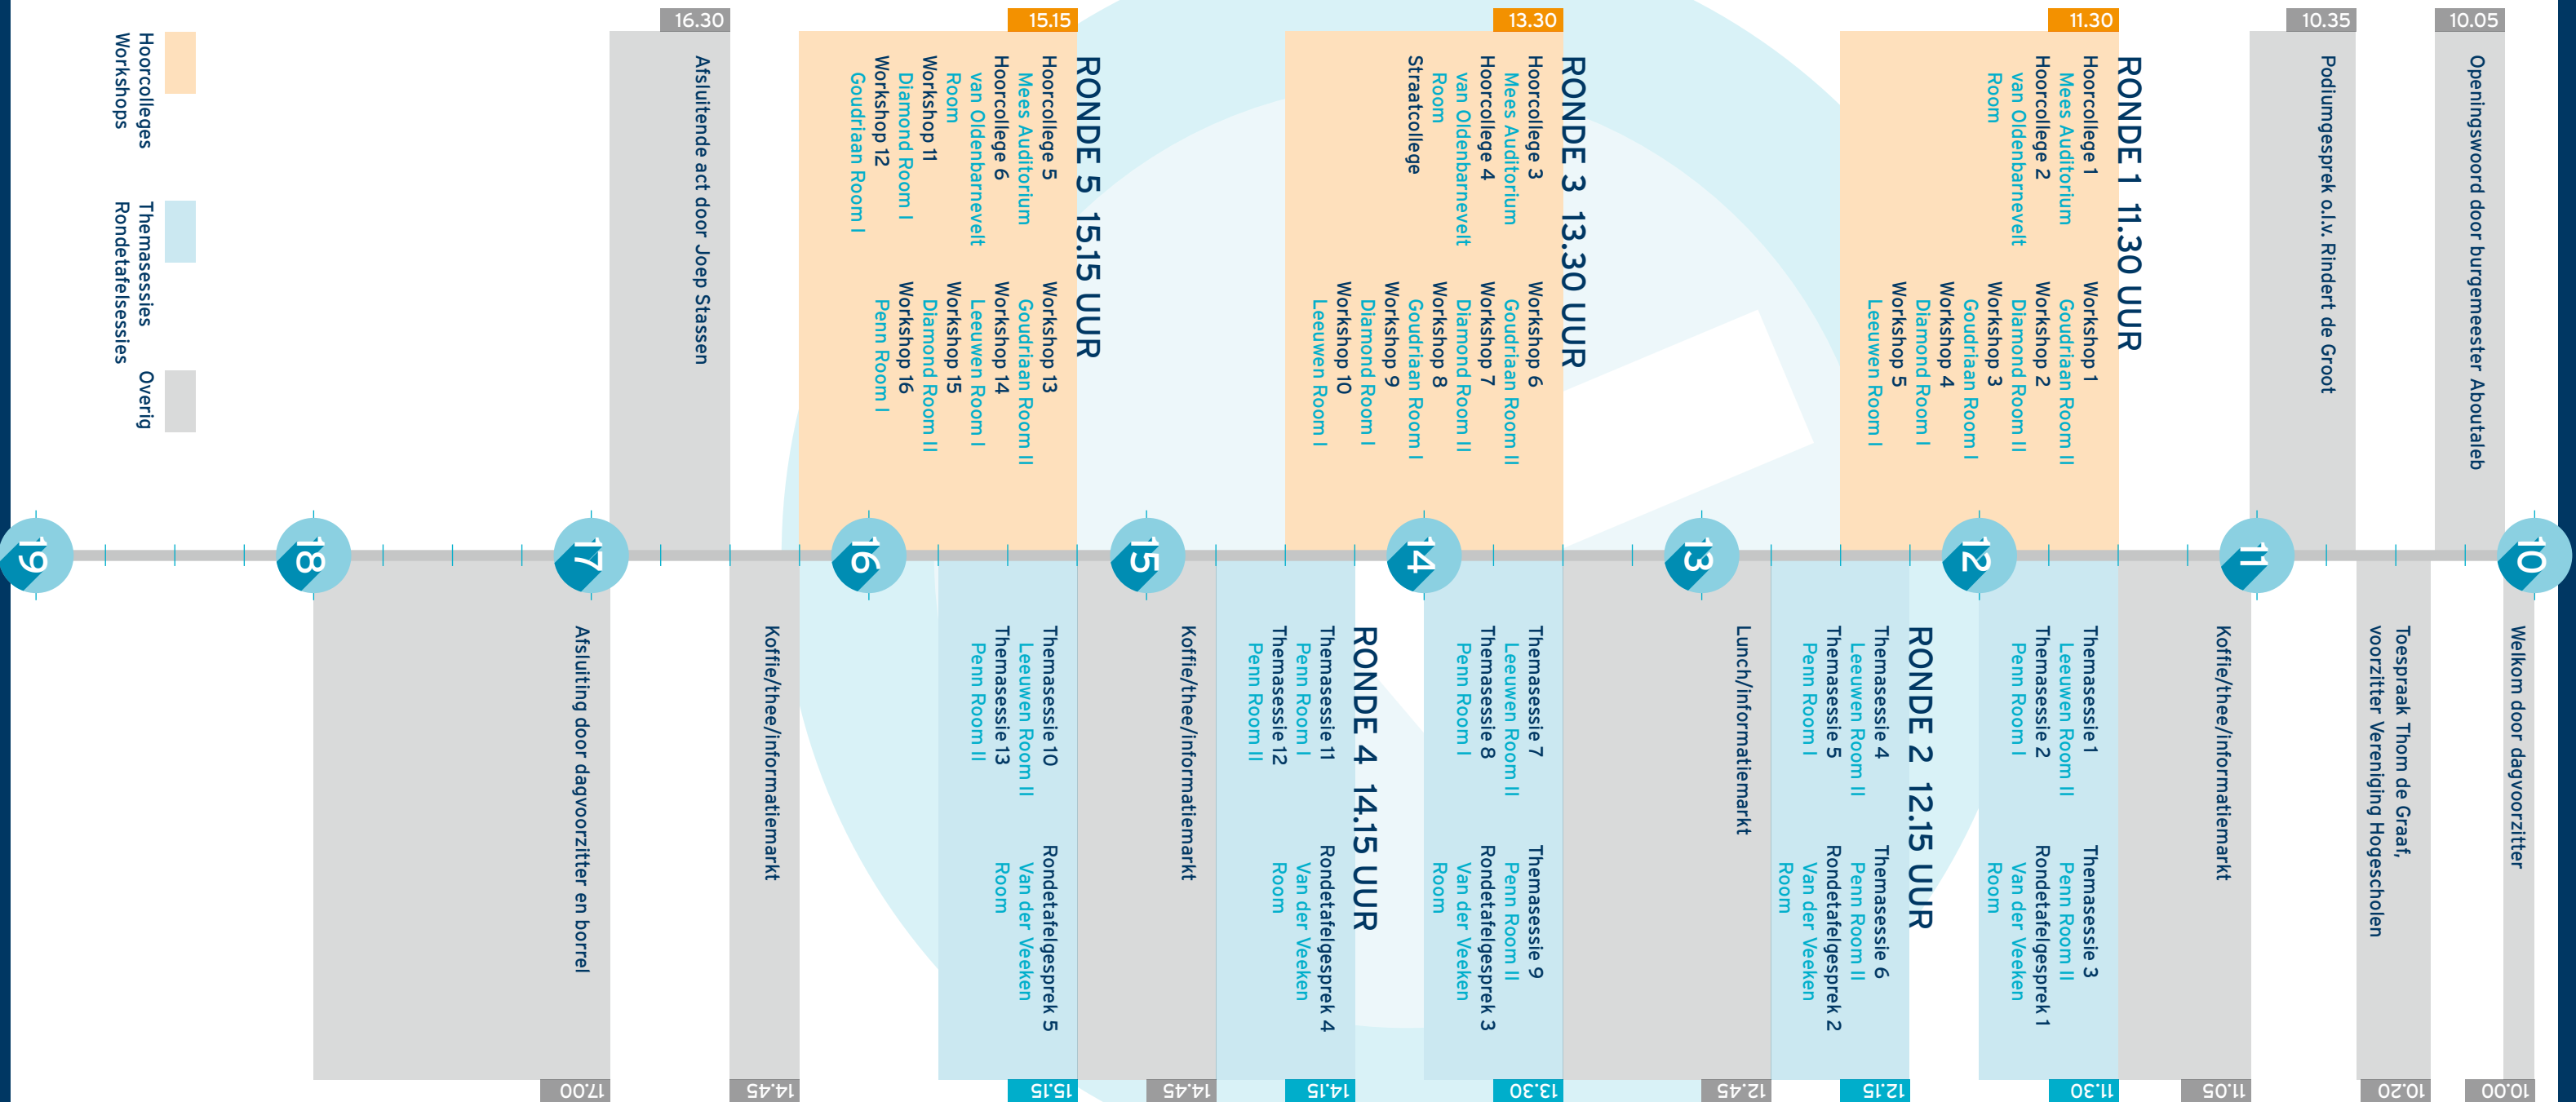 10.05
Openingswoord door burgemeester Aboutaleb
10.35
Podiumgesprek o.l.v. Rindert de Groot
11.30
RONDE 1 11.30 UUR
Hoorcollege 1
Mees Auditorium
Hoorcollege 2
van Oldenbarnevelt
Room
Workshop 1
Goudriaan Room II
Workshop 2
Diamond Room II
Workshop 3
Goudriaan Room I
Workshop 4
Diamond Room I
Workshop 5
Leeuwen Room I
13.30
RONDE 3 13.30 UUR
Hoorcollege 3
Mees Auditorium
Hoorcollege 4
van Oldenbarnevelt
Room
Straatcollege
Workshop 6
Goudriaan Room II
Workshop 7
Diamond Room II
Workshop 8
Goudriaan Room I
Workshop 9
Diamond Room I
Workshop 10
Leeuwen Room I
15.15
RONDE 5 15.15 UUR
Hoorcollege 5
Mees Auditorium
Hoorcollege 6
van Oldenbarnevelt
Room
Workshop 11
Diamond Room I
Workshop 12
Goudriaan Room I
Workshop 13
Goudriaan Room II
Workshop 14
Leeuwen Room I
Workshop 15
Diamond Room II
Workshop 16
Penn Room I
16.30
Afsluitende act door Joep Stassen
Hoorcolleges
Workshops
Themasessies
Rondetafelsessies
Overig
10
11
12
13
14
15
16
17
18
19
Welkom door dagvoorzitter
10.00
Toespraak Thom de Graaf,
voorzitter Vereniging Hogescholen
10.20
Koffie/thee/informatiemarkt
11.05
Themasessie 1
Leeuwen Room II
Themasessie 2
Penn Room I
Themasessie 3
Penn Room II
Rondetafelgesprek 1
Van der Veeken
Room
11.30
RONDE 2 12.15 UUR
Themasessie 4
Leeuwen Room II
Themasessie 5
Penn Room I
Themasessie 6
Penn Room II
Rondetafelgesprek 2
Van der Veeken
Room
12.15
Lunch/informatiemarkt
12.45
Themasessie 7
Leeuwen Room II
Themasessie 8
Penn Room I
Themasessie 9
Penn Room II
Rondetafelgesprek 3
Van der Veeken
Room
13.30
RONDE 4 14.15 UUR
Themasessie 11
Penn Room I
Themasessie 12
Penn Room II
Rondetafelgesprek 4
Van der Veeken
Room
14.15
Koffie/thee/informatiemarkt
14.45
Themasessie 10
Leeuwen Room II
Themasessie 13
Penn Room II
Rondetafelgesprek 5
Van der Veeken
Room
15.15
Koffie/thee/informatiemarkt
14.45
Afsluiting door dagvoorzitter en borrel
17.00